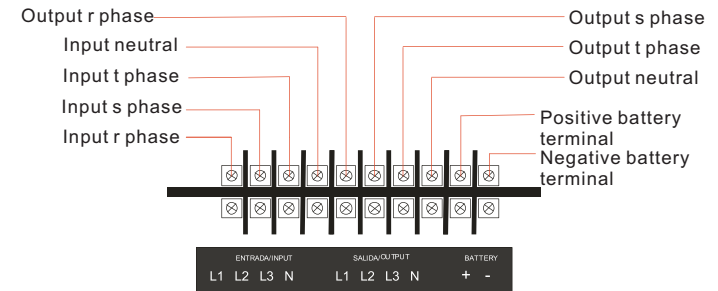 Output r phase
Input neutral
Input t phase
Input s phase
Input r phase
Output s phase
Output t phase
Output neutral
Positive battery
terminal
Negative battery
terminal
ENTRADA/INPUT SALIDA/OUTPUT BATTERY
L1 L2 L3 N L1 L2 L3 N + -